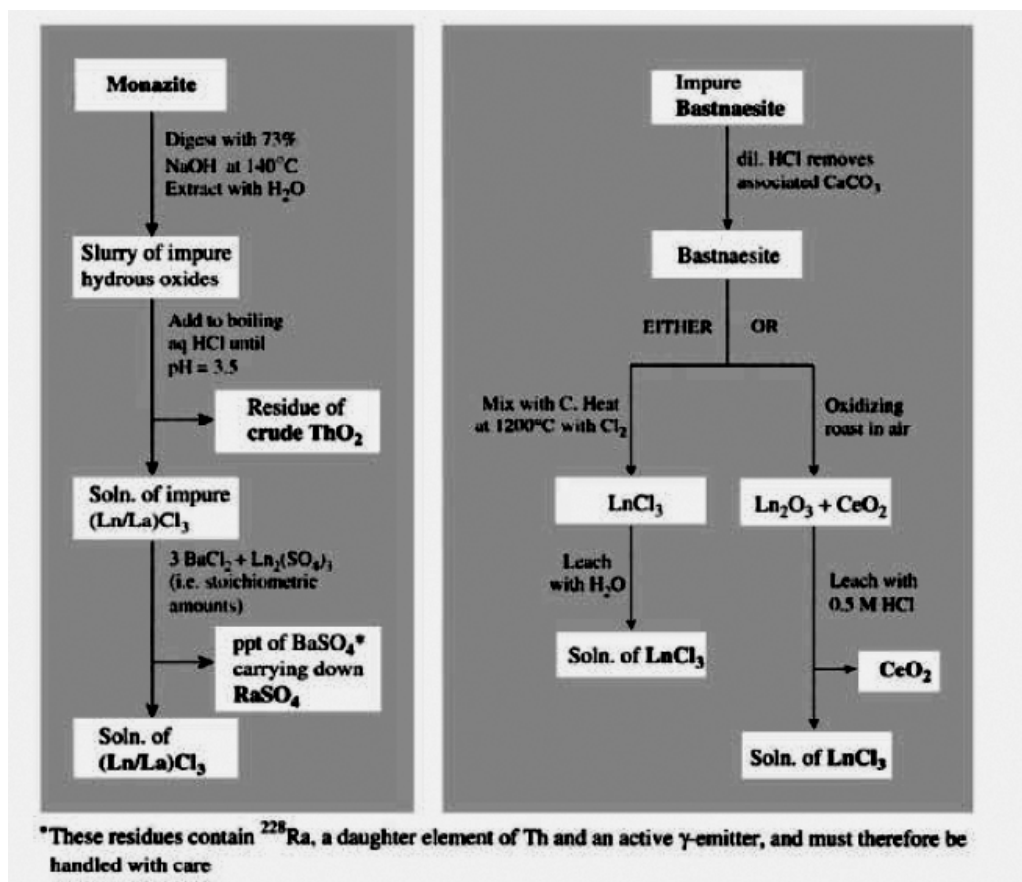 Monazite
Digest with 73%
NaOH at 140°C
Extract with H₂O
Slurry of impure
hydrous oxides
Add to boiling
aq HCl until
pH = 3.5
Residue of
crude ThO₂
Soln. of impure
(Ln/La)Cl₃
3 BaCl₂ + Ln₂(SO₄)₃
(i.e. stoichiometric
amounts)
ppt of BaSO₄*
carrying down
RaSO₄
Soln. of
(Ln/La)Cl₃
Impure
Bastnaesite
dil. HCl removes
associated CaCO₃
Bastnaesite
EITHER OR
Mix with C. Heat
at 1200°C with Cl₂
Oxidizing
roast in air
LnCl₃
Ln₂O₃ + CeO₂
Leach
with H₂O
Leach with
0.5 M HCl
Soln. of LnCl₃
CeO₂
Soln. of LnCl₃
*These residues contain ²²⁸Ra, a daughter element of Th and an active γ-emitter, and must therefore be
handled with care